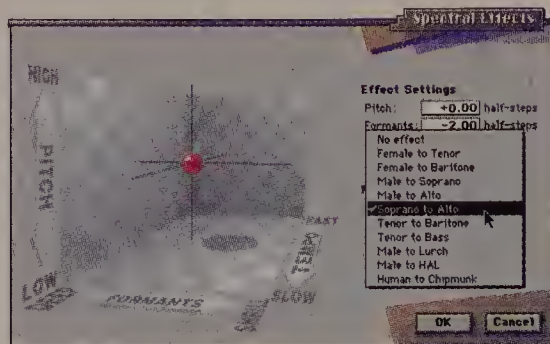 Spectral Effects
HIGH
PITCH
LOW
FORMANTS
FAST
SLOW
Effect Settings
Pitch: +0.00 half-steps
Formants: -2.00 half-steps
No effect
Female to Tenor
Female to Baritone
Male to Soprano
Male to Alto
✓Soprano to Alto
Tenor to Baritone
Tenor to Bass
Male to Lurch
Male to HAL
Human to Chipmunk
OK Cancel